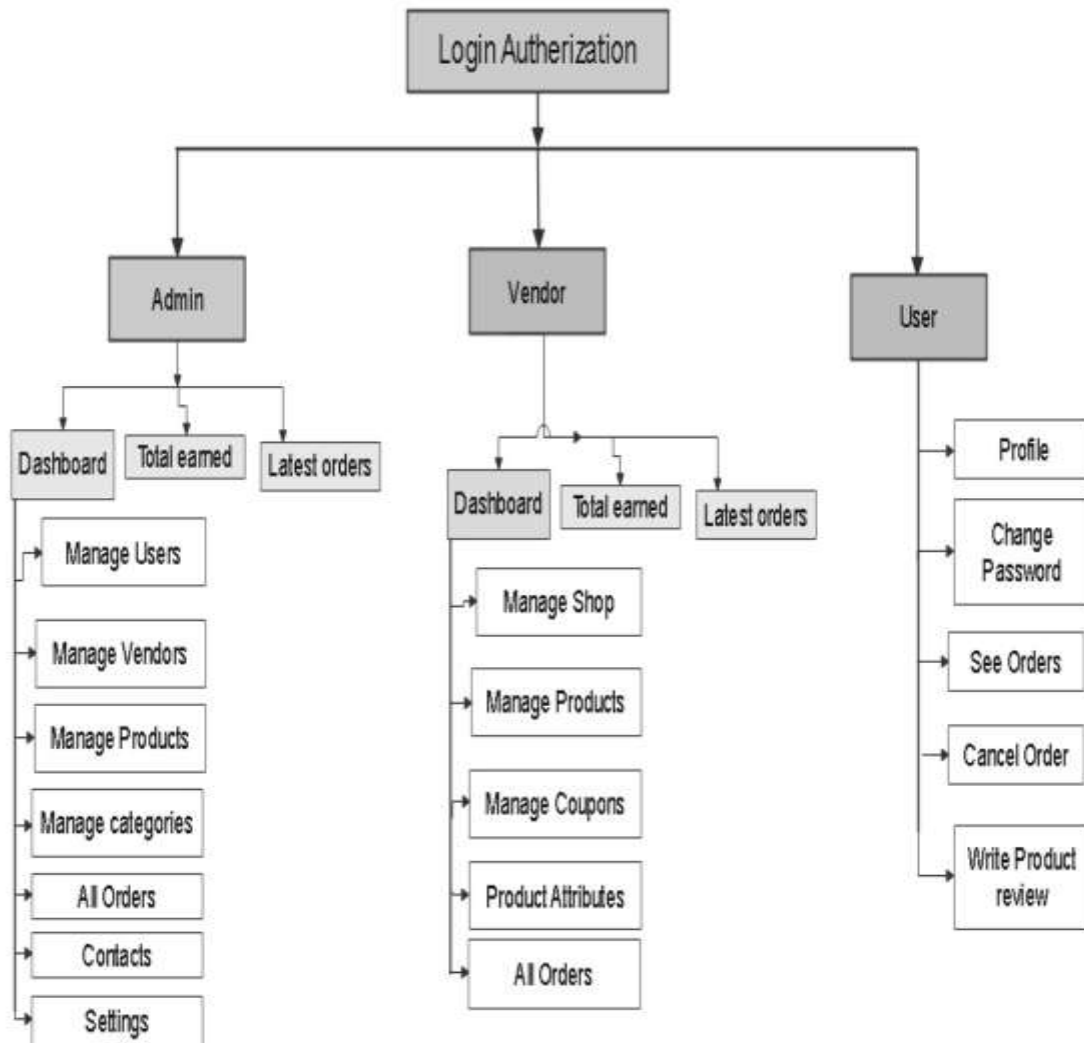 Login Autherization
Admin
Vendor
User
Dashboard
Total earned
Latest orders
Manage Users
Manage Vendors
Manage Products
Manage categories
All Orders
Contacts
Settings
Dashboard
Total earned
Latest orders
Manage Shop
Manage Products
Manage Coupons
Product Attributes
All Orders
Profile
Change
Password
See Orders
Cancel Order
Write Product
review